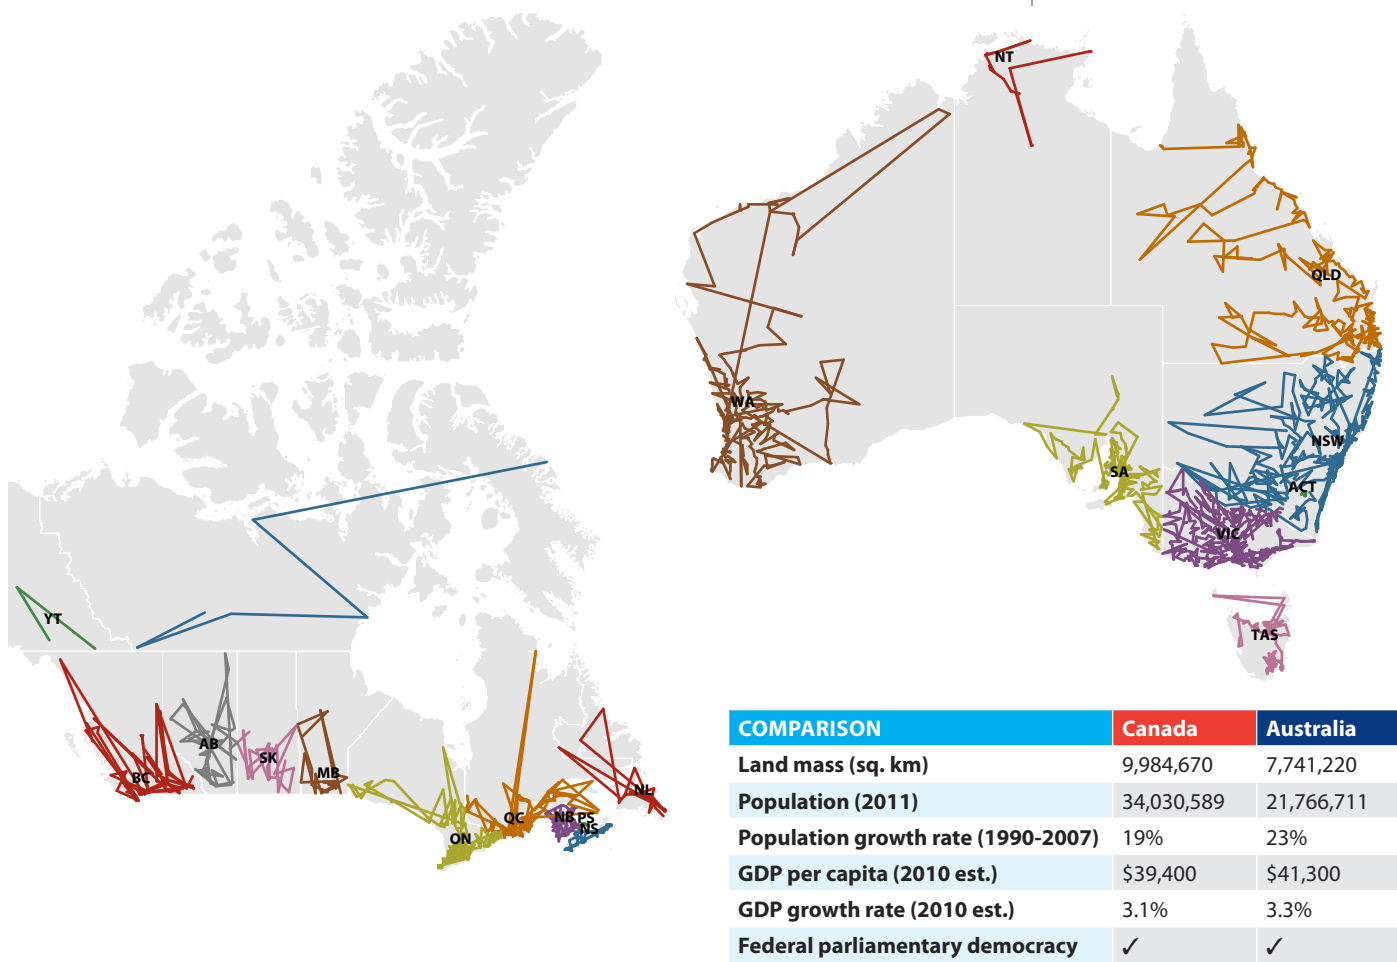 NT
QLD
WA
NSW
SA
ACT
VIC
YT
TAS
AB
SK
BC
MB
NL
QC
NB
PS
NS
ON
COMPARISON Canada Australia
Land mass (sq. km) 9,984,670 7,741,220
Population (2011) 34,030,589 21,766,711
Population growth rate (1990-2007) 19% 23%
GDP per capita (2010 est.) $39,400 $41,300
GDP growth rate (2010 est.) 3.1% 3.3%
Federal parliamentary democracy ✓ ✓